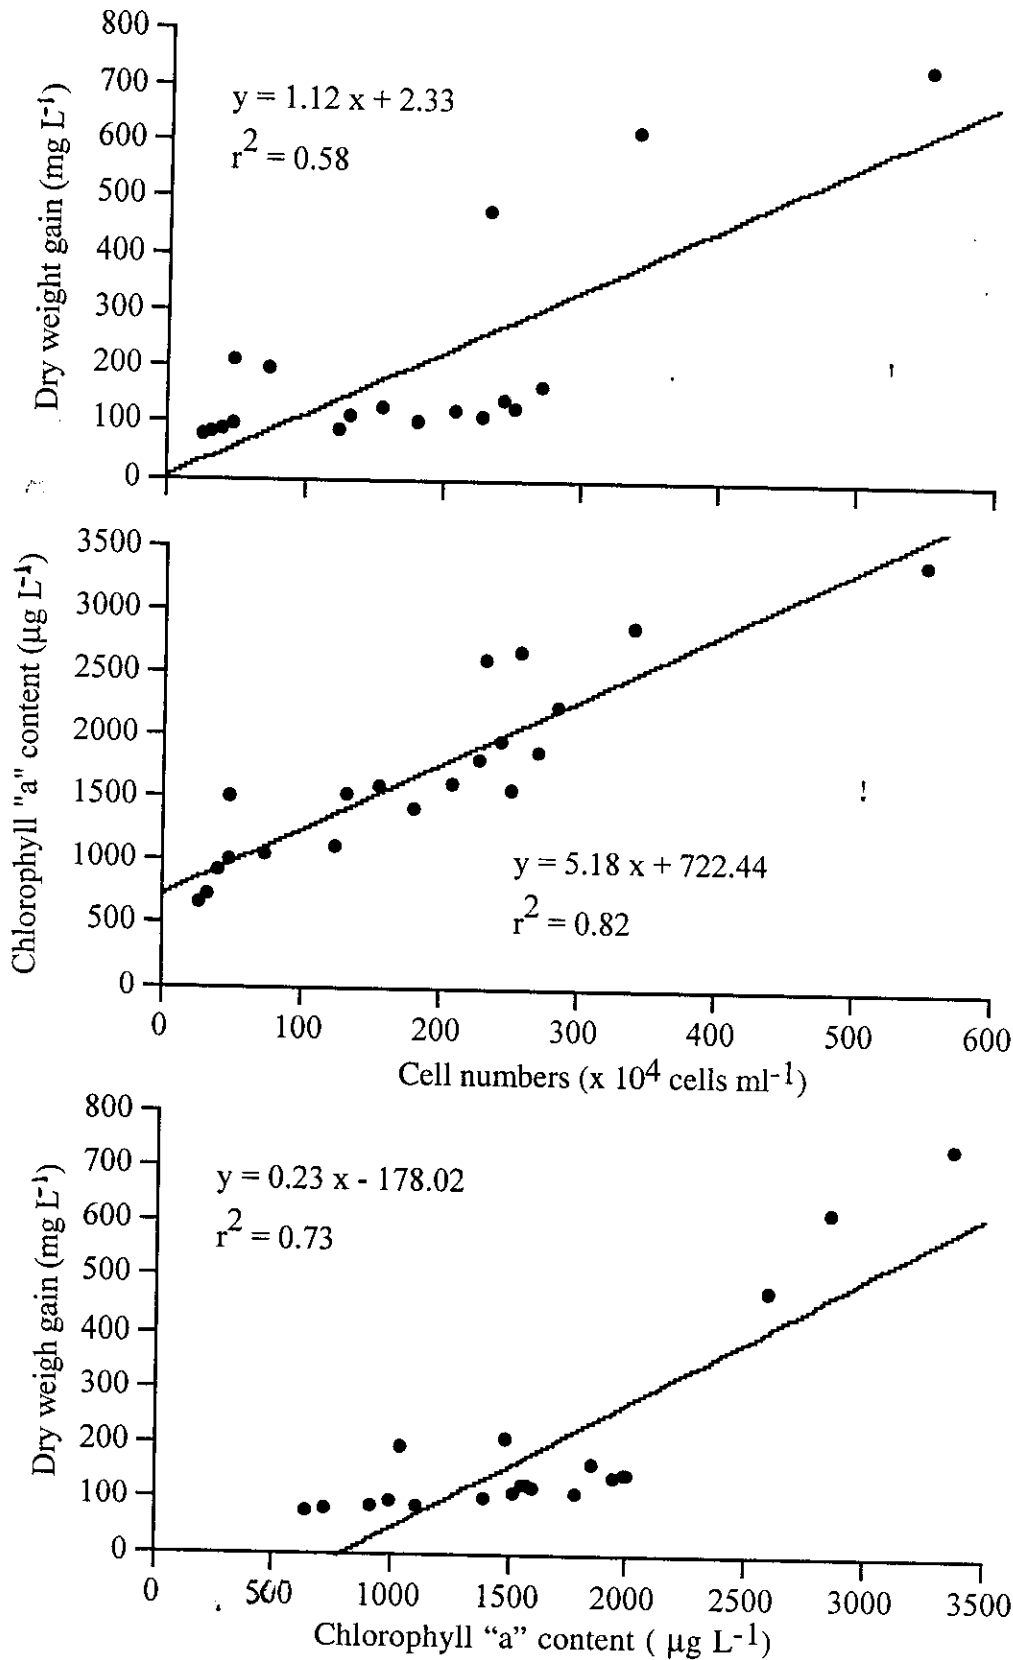 800
700
600
500
400
300
200
100
0
Dry weight gain (mg L-1)
y = 1.12 x + 2.33
r2 = 0.58
3500
3000
2500
2000
1500
1000
500
0
Chlorophyll "a" content (µg L-1)
y = 5.18 x + 722.44
r2 = 0.82
0 100 200 300 400 500 600
Cell numbers (x 104 cells ml-1)
800
700
600
500
400
300
200
100
0
Dry weigh gain (mg L-1)
y = 0.23 x - 178.02
r2 = 0.73
0 500 1000 1500 2000 2500 3000 3500
Chlorophyll “a” content ( µg L-1)